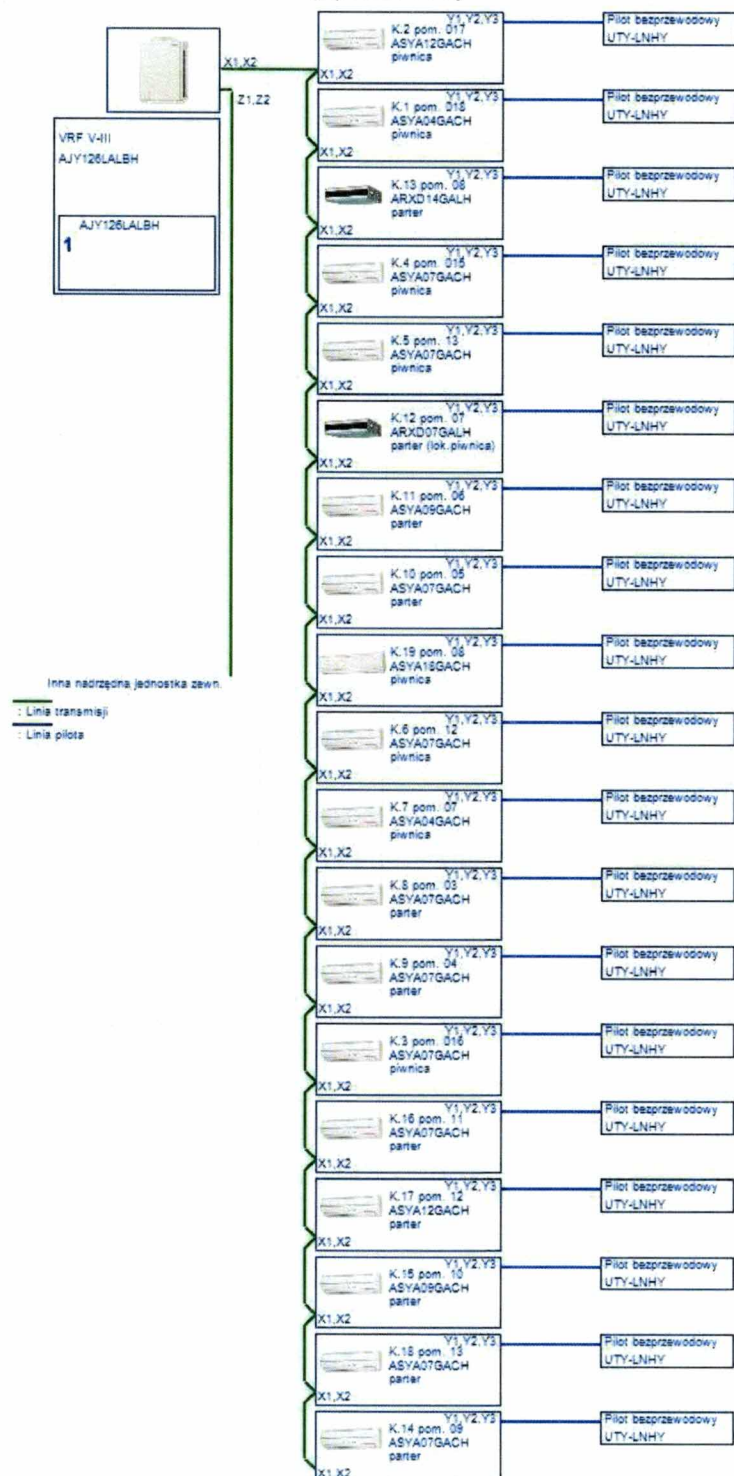 X1,X2
Z1,Z2
VRF V-III
AJY126LALBH
AJY126LALBH
1
Inna nadrzędna jednostka zewn.
: Linia transmisji
: Linia pilota
Y1,Y2,Y3
K.2 pom. 017
ASYA12GACH
piwnica
X1,X2
Pilot bezprzewodowy
UTY-LNHY
Y1,Y2,Y3
K.1 pom. 018
ASYA04GACH
piwnica
X1,X2
Pilot bezprzewodowy
UTY-LNHY
Y1,Y2,Y3
K.13 pom. 08
ARXD14GALH
parter
X1,X2
Pilot bezprzewodowy
UTY-LNHY
Y1,Y2,Y3
K.4 pom. 015
ASYA07GACH
piwnica
X1,X2
Pilot bezprzewodowy
UTY-LNHY
Y1,Y2,Y3
K.5 pom. 13
ASYA07GACH
piwnica
X1,X2
Pilot bezprzewodowy
UTY-LNHY
Y1,Y2,Y3
K.12 pom. 07
ARXD07GALH
parter (lok.piwnica)
X1,X2
Pilot bezprzewodowy
UTY-LNHY
Y1,Y2,Y3
K.11 pom. 06
ASYA09GACH
parter
X1,X2
Pilot bezprzewodowy
UTY-LNHY
Y1,Y2,Y3
K.10 pom. 05
ASYA07GACH
parter
X1,X2
Pilot bezprzewodowy
UTY-LNHY
Y1,Y2,Y3
K.19 pom. 08
ASYA18GACH
piwnica
X1,X2
Pilot bezprzewodowy
UTY-LNHY
Y1,Y2,Y3
K.6 pom. 12
ASYA07GACH
piwnica
X1,X2
Pilot bezprzewodowy
UTY-LNHY
Y1,Y2,Y3
K.7 pom. 07
ASYA04GACH
piwnica
X1,X2
Pilot bezprzewodowy
UTY-LNHY
Y1,Y2,Y3
K.8 pom. 03
ASYA07GACH
parter
X1,X2
Pilot bezprzewodowy
UTY-LNHY
Y1,Y2,Y3
K.9 pom. 04
ASYA07GACH
parter
X1,X2
Pilot bezprzewodowy
UTY-LNHY
Y1,Y2,Y3
K.3 pom. 016
ASYA07GACH
piwnica
X1,X2
Pilot bezprzewodowy
UTY-LNHY
Y1,Y2,Y3
K.16 pom. 11
ASYA07GACH
parter
X1,X2
Pilot bezprzewodowy
UTY-LNHY
Y1,Y2,Y3
K.17 pom. 12
ASYA12GACH
parter
X1,X2
Pilot bezprzewodowy
UTY-LNHY
Y1,Y2,Y3
K.15 pom. 10
ASYA09GACH
parter
X1,X2
Pilot bezprzewodowy
UTY-LNHY
Y1,Y2,Y3
K.18 pom. 13
ASYA07GACH
parter
X1,X2
Pilot bezprzewodowy
UTY-LNHY
Y1,Y2,Y3
K.14 pom. 09
ASYA07GACH
parter
X1,X2
Pilot bezprzewodowy
UTY-LNHY